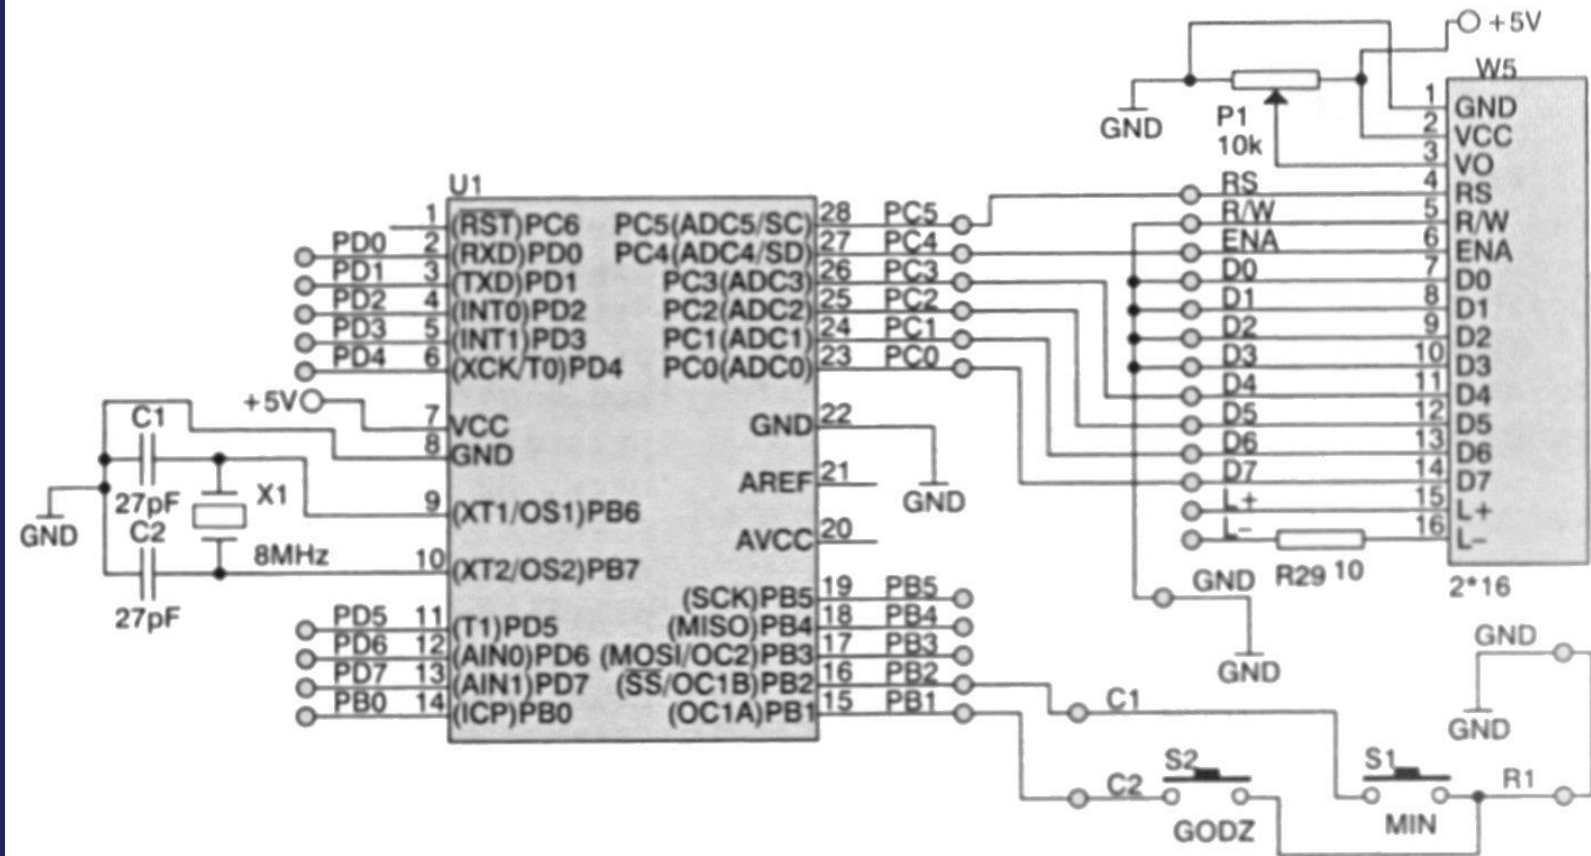 +5V
W5
GND
P1
10k
1 GND
2 VCC
3 VO
RS 4 RS
R/W 5 R/W
ENA 6 ENA
D0 7 D0
D1 8 D1
D2 9 D2
D3 10 D3
D4 11 D4
D5 12 D5
D6 13 D6
D7 14 D7
L+ 15 L+
L- 16 L-
R29 10
2*16
GND
GND
U1
1 (RST)PC6 PC5(ADC5/SC) 28 PC5
PD0 2 (RXD)PD0 PC4(ADC4/SD) 27 PC4
PD1 3 (TXD)PD1 PC3(ADC3) 26 PC3
PD2 4 (INT0)PD2 PC2(ADC2) 25 PC2
PD3 5 (INT1)PD3 PC1(ADC1) 24 PC1
PD4 6 (XCK/T0)PD4 PC0(ADC0) 23 PC0
+5V 7 VCC GND 22
8 GND
AREF 21
GND
C1
27pF
X1
9 (XT1/OS1)PB6
GND
C2
27pF
8MHz
10 (XT2/OS2)PB7
AVCC 20
(SCK)PB5 19 PB5
PD5 11 (T1)PD5 (MISO)PB4 18 PB4
PD6 12 (AIN0)PD6 (MOSI/OC2)PB3 17 PB3
PD7 13 (AIN1)PD7 (SS/OC1B)PB2 16 PB2
PB0 14 (ICP)PB0 (OC1A)PB1 15 PB1
GND
GND
C1
C2
S2
GODZ
S1
MIN
R1